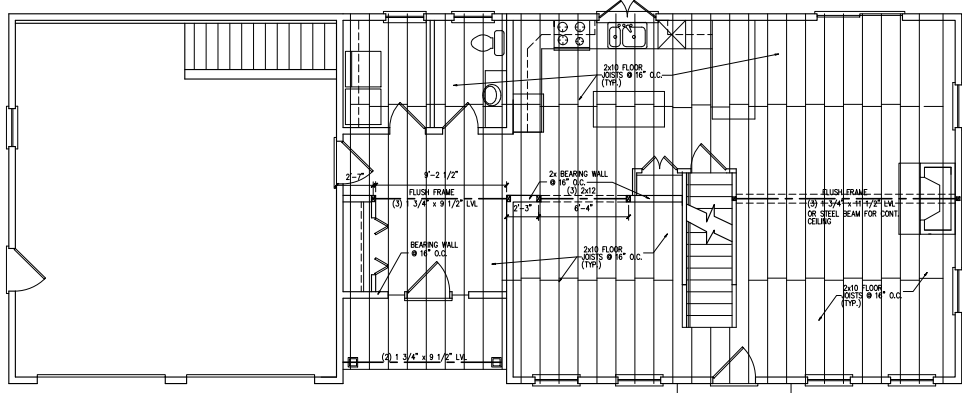 2x10 FLOOR
JOISTS @ 16" O.C.
(TYP.)
2'-7"
9'-2 1/2"
FLUSH FRAME
(3) 1 3/4" x 9 1/2" LVL
2x BEARING WALL
@ 16" O.C.
(3) 2x12
2'-3"
6'-4"
FLUSH FRAME
(3) 1 3/4" x 11 1/2" LVL
OR STEEL BEAM FOR CONT.
CEILING
BEARING WALL
@ 16" O.C.
2x10 FLOOR
JOISTS @ 16" O.C.
(TYP.)
2x10 FLOOR
JOISTS @ 16" O.C.
(TYP.)
(2) 1 3/4" x 9 1/2" LVL